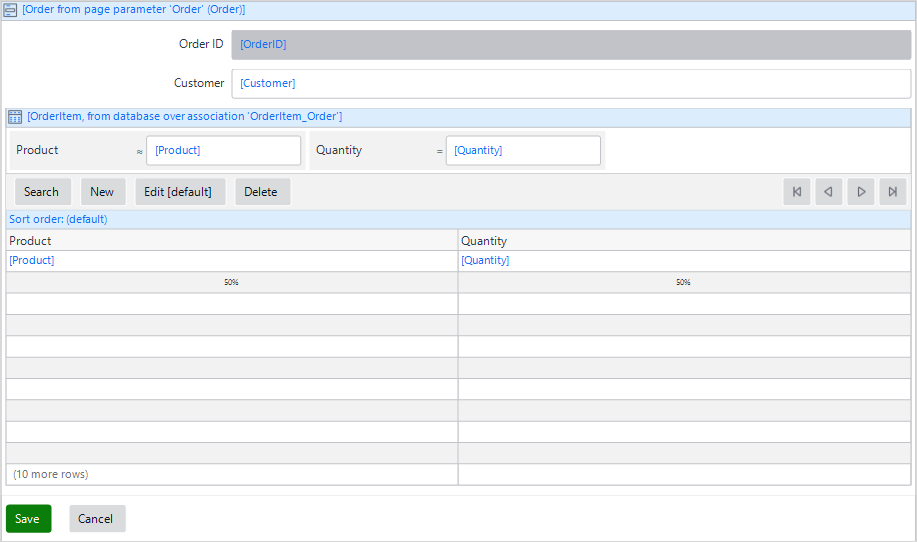 [Order from page parameter 'Order' (Order)]
Order ID [OrderID]
Customer [Customer]
[OrderItem, from database over association 'OrderItem_Order']
Product ≈ [Product] Quantity = [Quantity]
Search New Edit [default] Delete
Sort order: (default)
Product Quantity
[Product] [Quantity]
50% 50%
(10 more rows)
Save Cancel